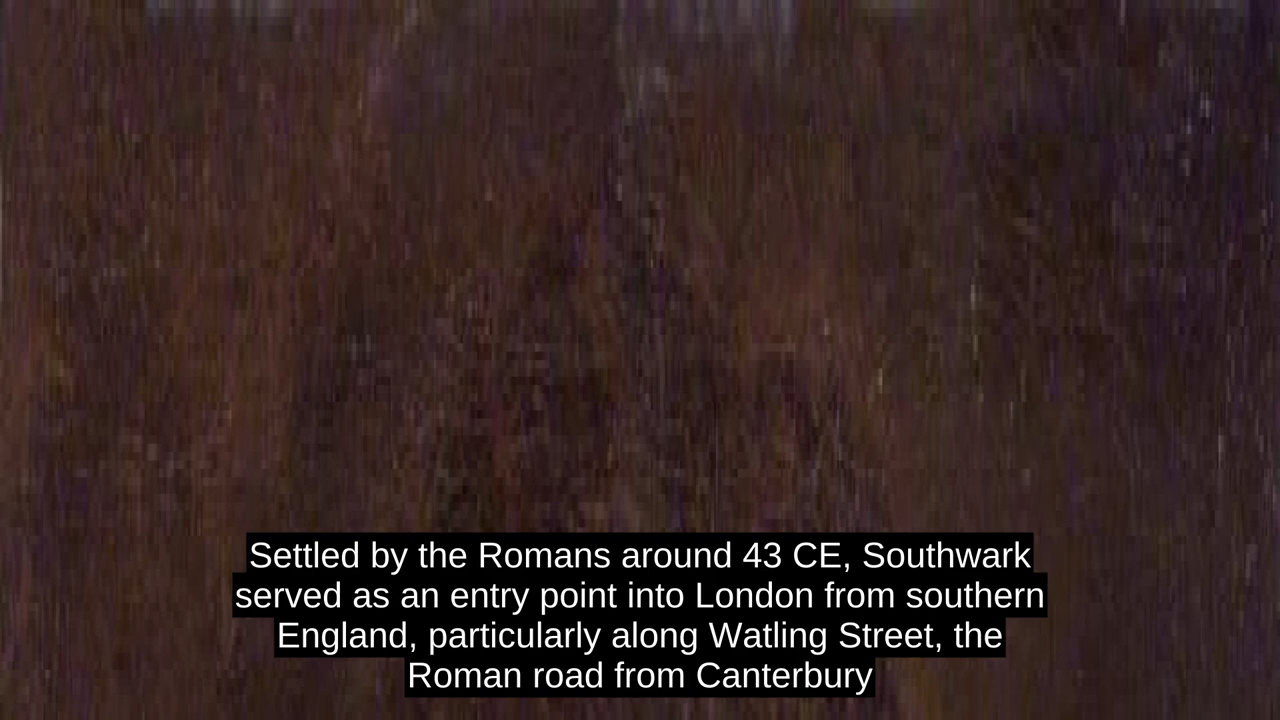 Settled by the Romans around 43 CE, Southwark
served as an entry point into London from southern
England, particularly along Watling Street, the
Roman road from Canterbury